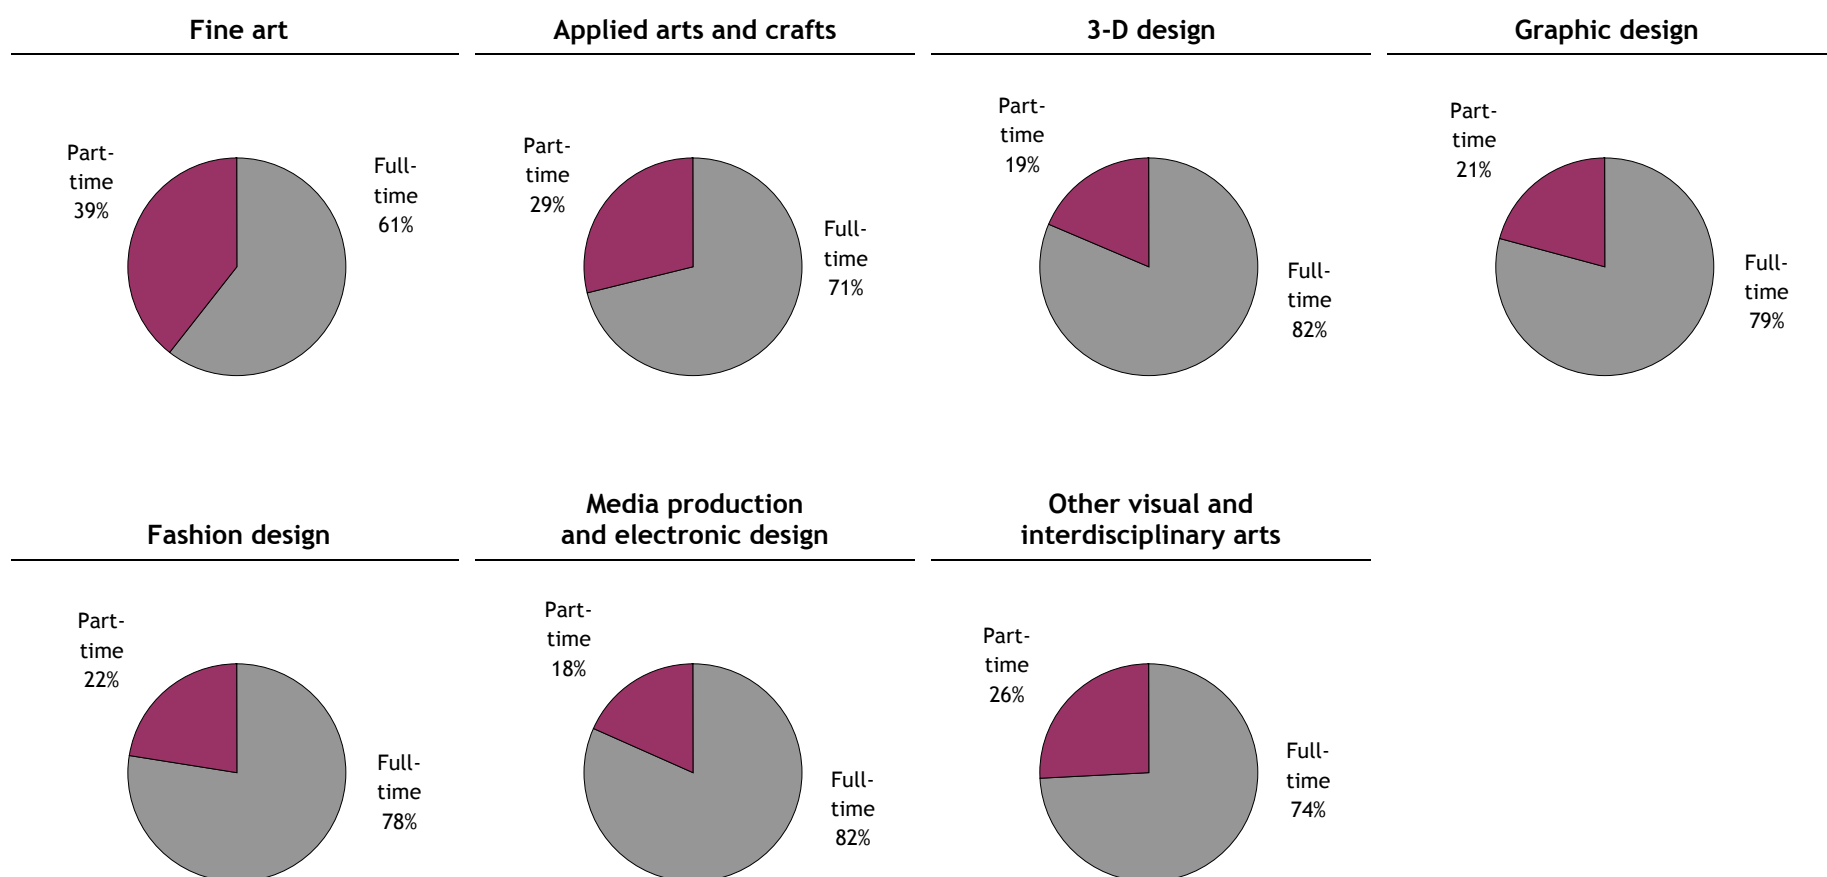 Fine art
Part-
time
39%
Full-
time
61%
Applied arts and crafts
Part-
time
29%
Full-
time
71%
3-D design
Part-
time
19%
Full-
time
82%
Graphic design
Part-
time
21%
Full-
time
79%
Fashion design
Part-
time
22%
Full-
time
78%
Media production
and electronic design
Part-
time
18%
Full-
time
82%
Other visual and
interdisciplinary arts
Part-
time
26%
Full-
time
74%